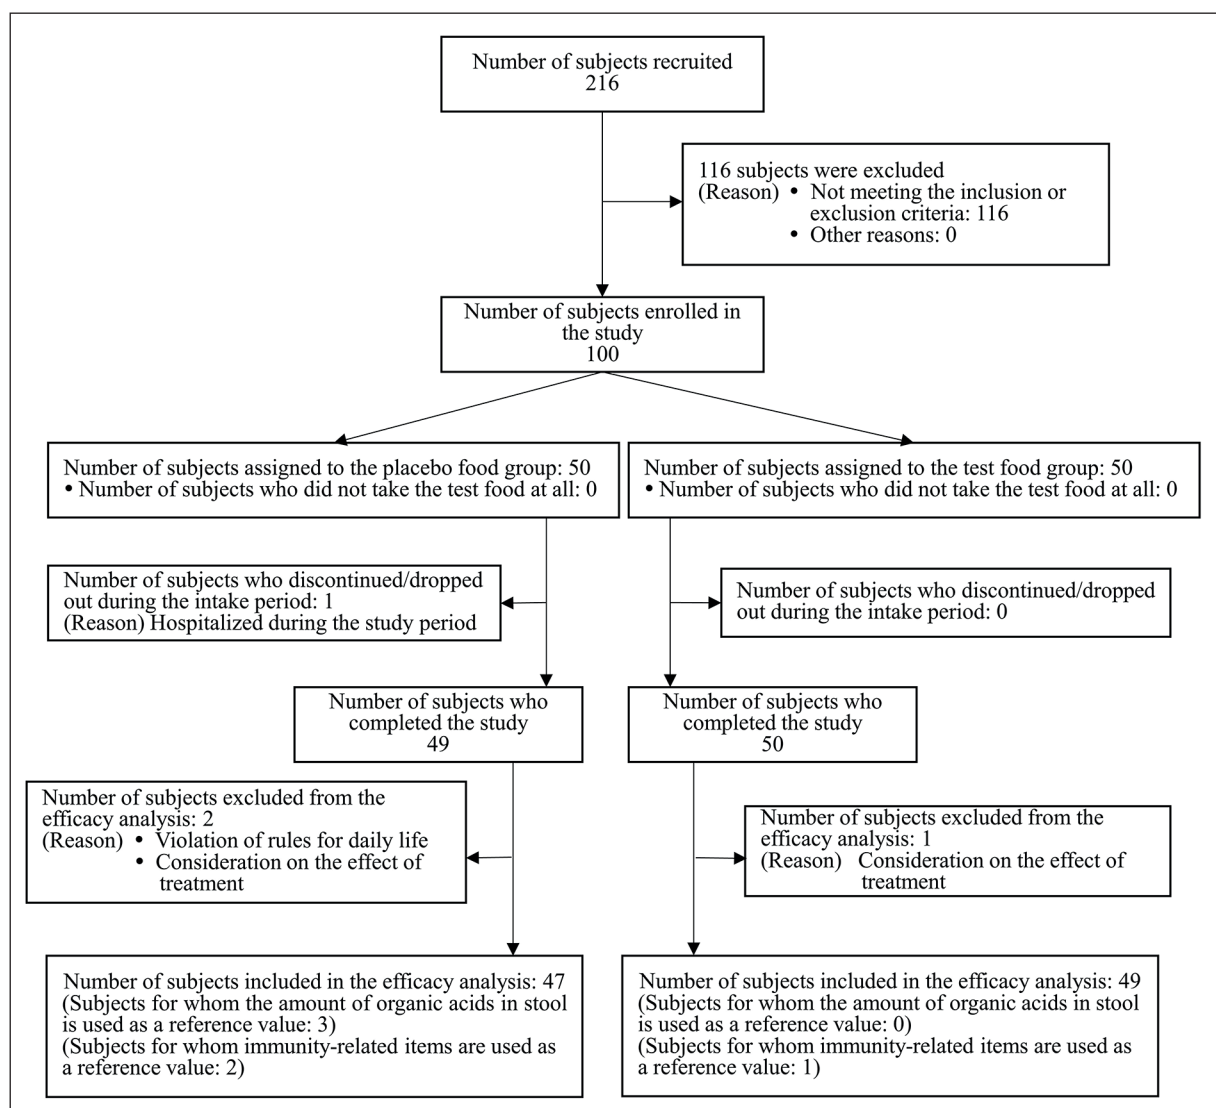 Number of subjects recruited
216
116 subjects were excluded
(Reason) • Not meeting the inclusion or
exclusion criteria: 116
• Other reasons: 0
Number of subjects enrolled in
the study
100
Number of subjects assigned to the placebo food group: 50
• Number of subjects who did not take the test food at all: 0
Number of subjects assigned to the test food group: 50
• Number of subjects who did not take the test food at all: 0
Number of subjects who discontinued/dropped
out during the intake period: 1
(Reason) Hospitalized during the study period
Number of subjects who discontinued/dropped
out during the intake period: 0
Number of subjects who
completed the study
49
Number of subjects who
completed the study
50
Number of subjects excluded from the
efficacy analysis: 2
(Reason) • Violation of rules for daily life
• Consideration on the effect of
treatment
Number of subjects excluded from the
efficacy analysis: 1
(Reason) Consideration on the effect of
treatment
Number of subjects included in the efficacy analysis: 47
(Subjects for whom the amount of organic acids in stool
is used as a reference value: 3)
(Subjects for whom immunity-related items are used as
a reference value: 2)
Number of subjects included in the efficacy analysis: 49
(Subjects for whom the amount of organic acids in stool
is used as a reference value: 0)
(Subjects for whom immunity-related items are used as
a reference value: 1)